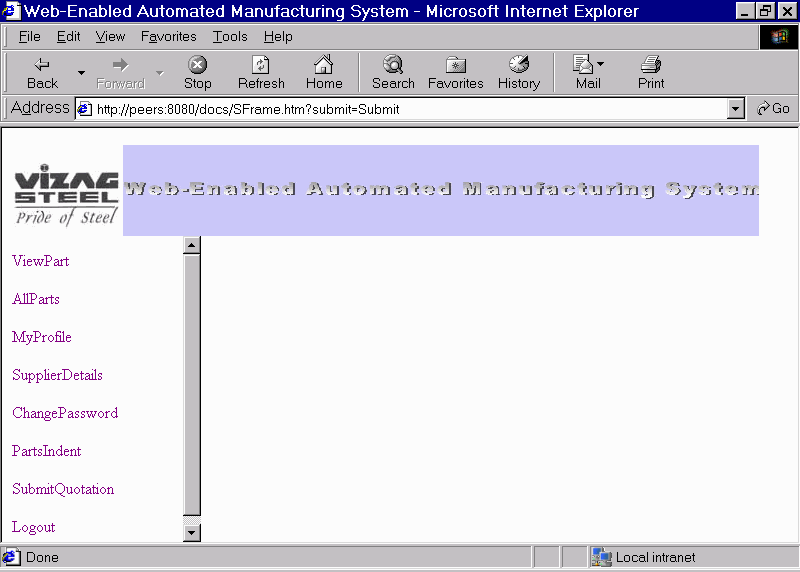 Web-Enabled Automated Manufacturing System - Microsoft Internet Explorer
File Edit View Favorites Tools Help
Back Forward Stop Refresh Home Search Favorites History Mail Print
Address http://peers:8080/docs/SFrame.htm?submit=Submit Go
VIZAG
STEEL
Pride of Steel
Web-Enabled Automated Manufacturing System
ViewPart
AllParts
MyProfile
SupplierDetails
ChangePassword
PartsIndent
SubmitQuotation
Logout
Done Local intranet